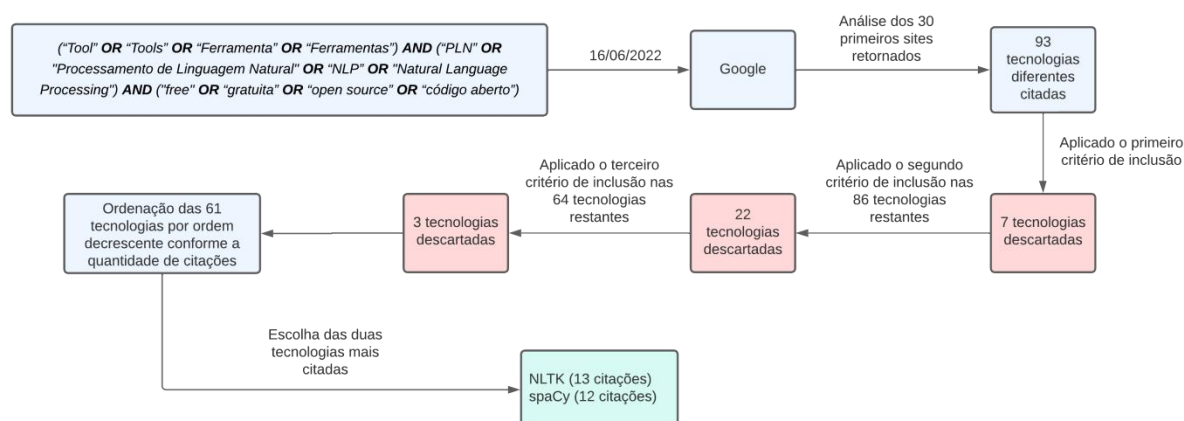 (“Tool” OR “Tools” OR “Ferramenta” OR “Ferramentas”) AND (“PLN” OR
"Processamento de Linguagem Natural" OR “NLP” OR "Natural Language
Processing") AND ("free" OR “gratuita” OR “open source” OR “código aberto”)
16/06/2022
Google
Análise dos 30
primeiros sites
retornados
93
tecnologias
diferentes
citadas
Aplicado o primeiro
critério de inclusão
7 tecnologias
descartadas
Aplicado o segundo
critério de inclusão nas
86 tecnologias
restantes
22
tecnologias
descartadas
Aplicado o terceiro
critério de inclusão nas
64 tecnologias
restantes
3 tecnologias
descartadas
Ordenação das 61
tecnologias por ordem
decrescente conforme a
quantidade de citações
Escolha das duas
tecnologias mais
citadas
NLTK (13 citações)
spaCy (12 citações)